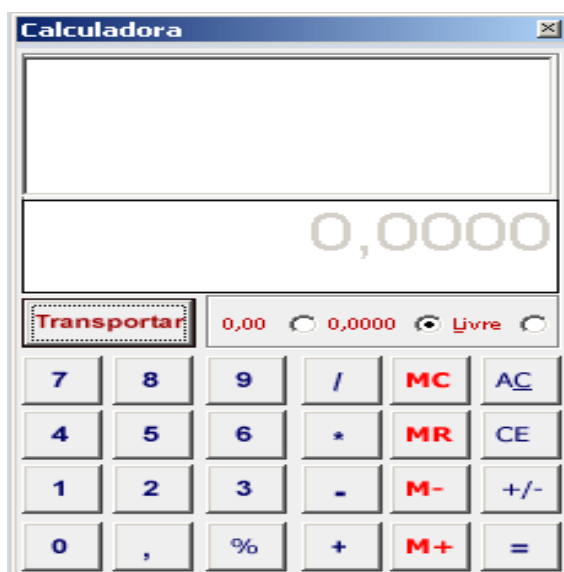 Calculadora
0,0000
Transportar 0,00 0,0000 Livre
7 8 9 / MC AC
4 5 6 * MR CE
1 2 3 - M- +/-
0 , % + M+ =